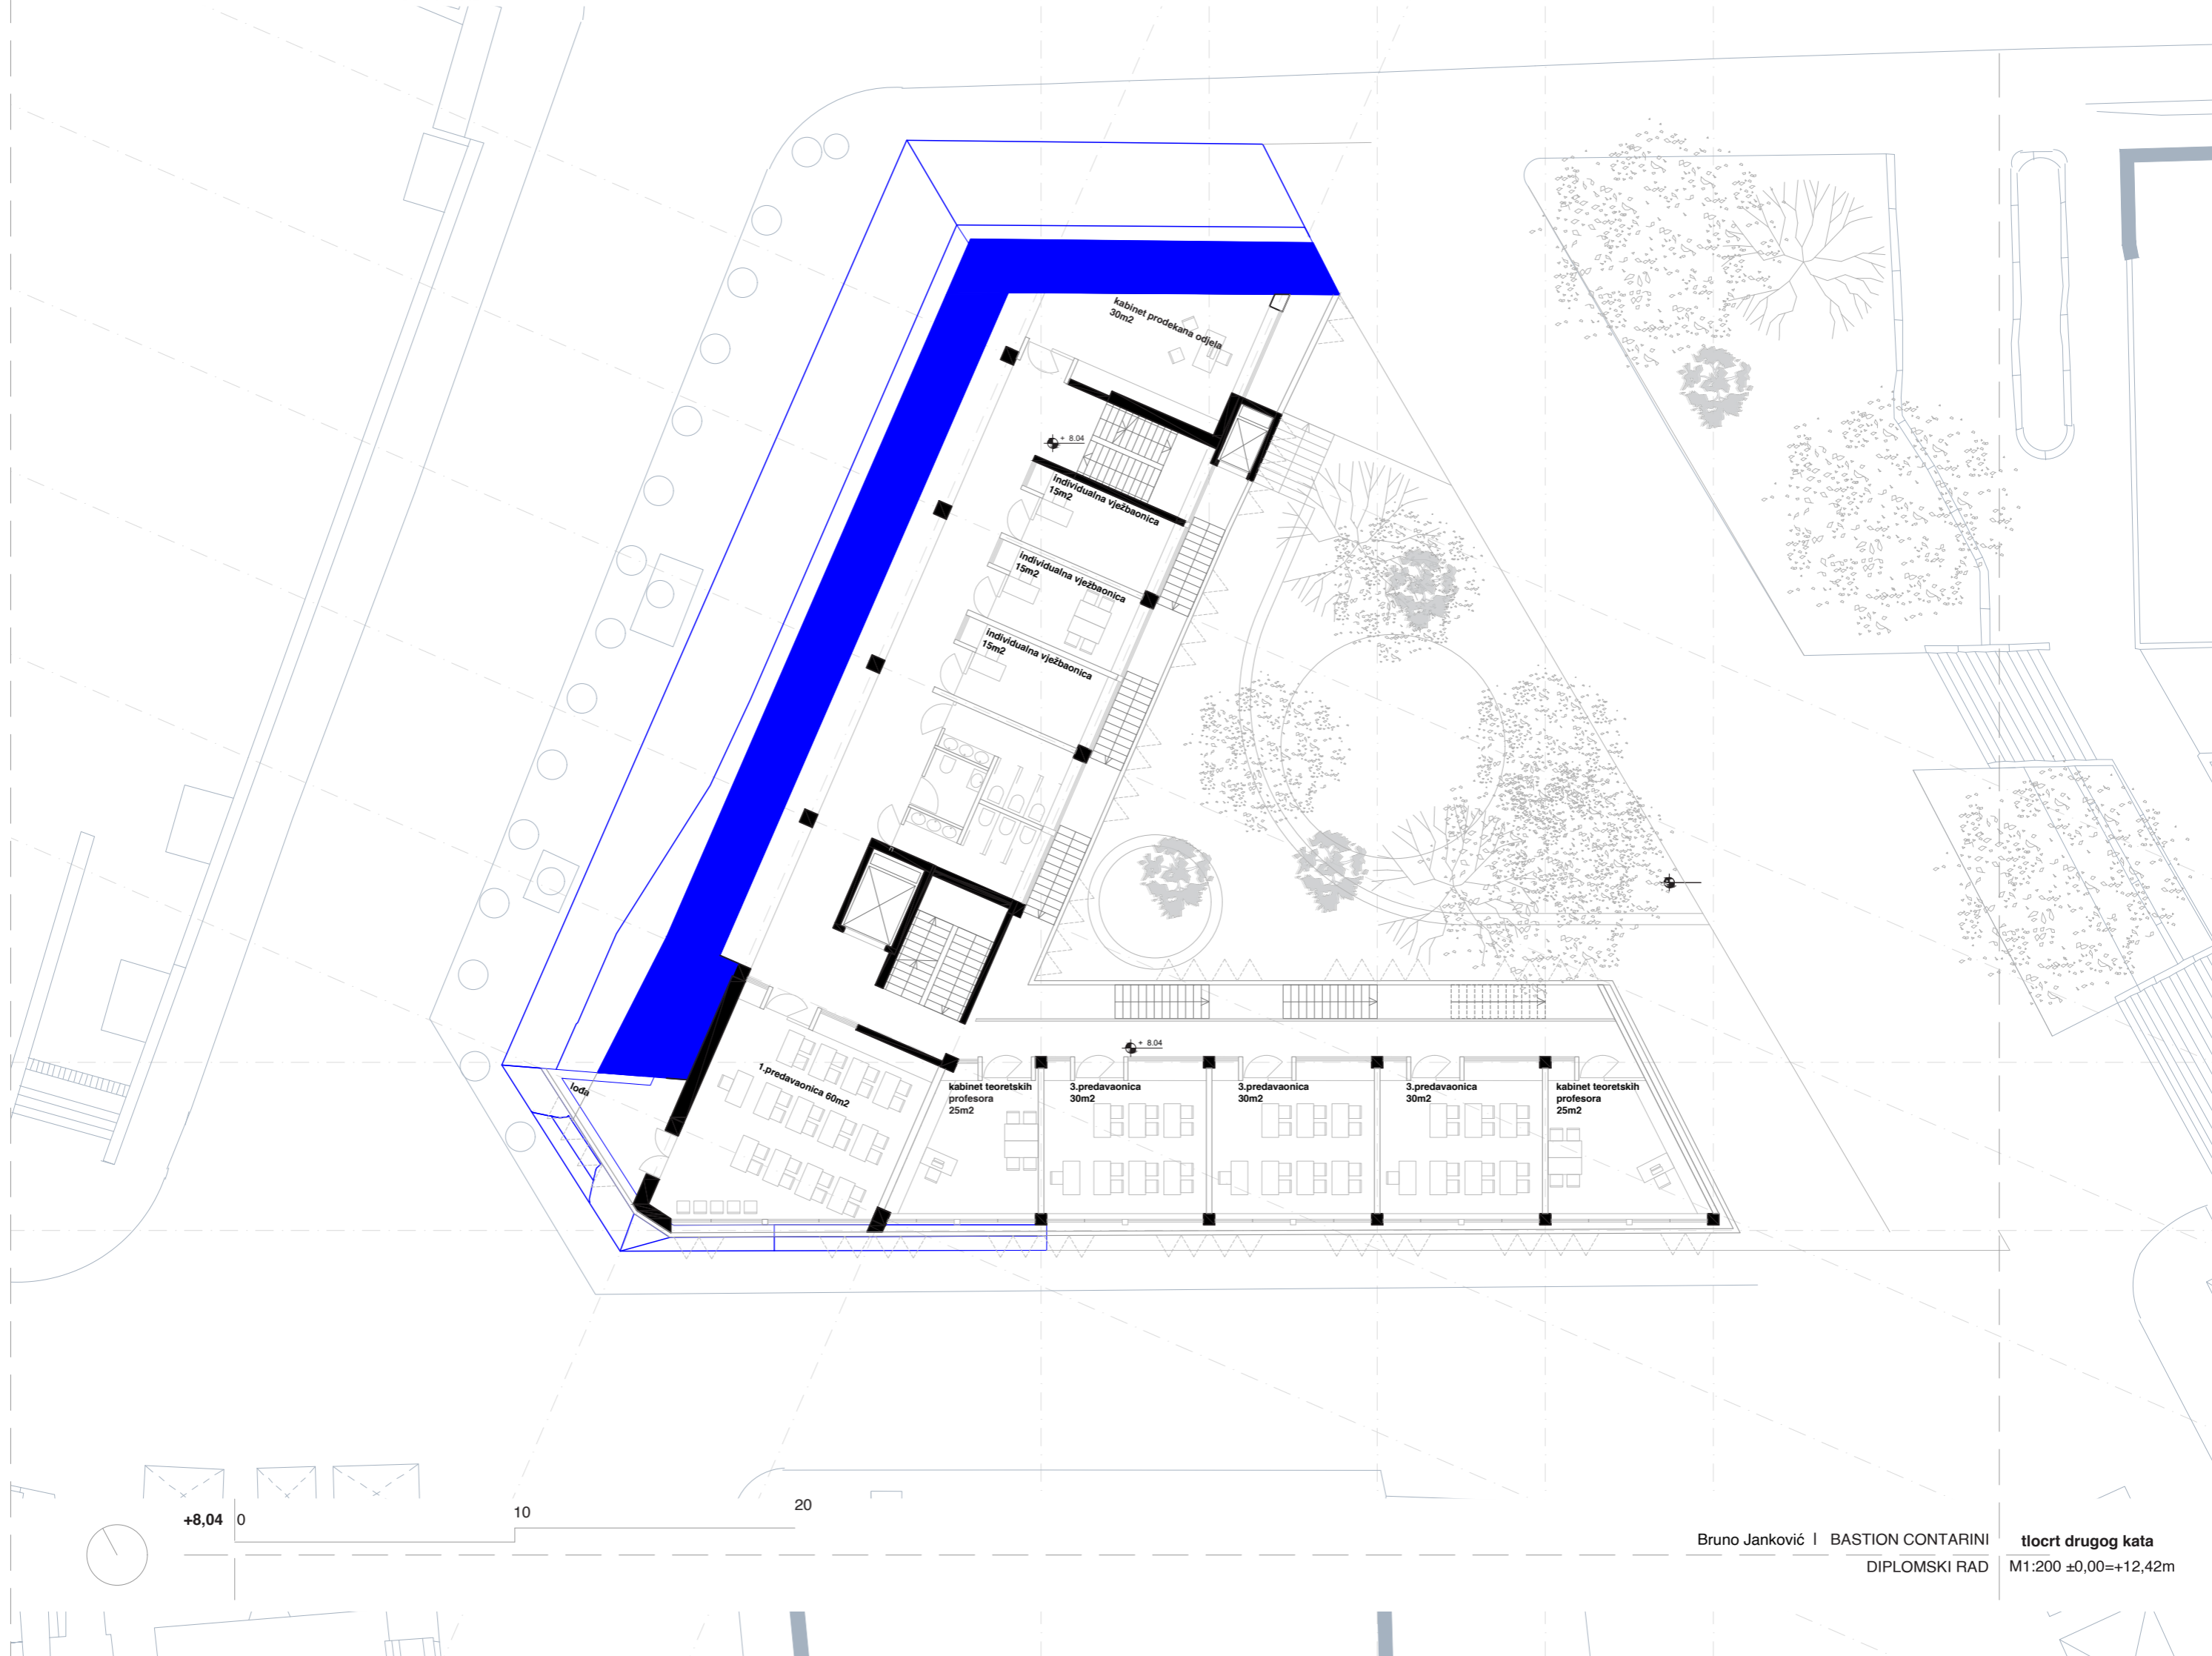 kabinet prodekana odjela
30m2
+ 8.04
individualna vježbaonica
15m2
individualna vježbaonica
15m2
individualna vježbaonica
15m2
+ 8.04
lođa
1.predavaonica 60m2
kabinet teoretskih
profesora
25m2
3.predavaonica
30m2
3.predavaonica
30m2
3.predavaonica
30m2
kabinet teoretskih
profesora
25m2
+8,04 0 10 20
Bruno Janković | BASTION CONTARINI
DIPLOMSKI RAD
tlocrt drugog kata
M1:200 ±0,00=+12,42m